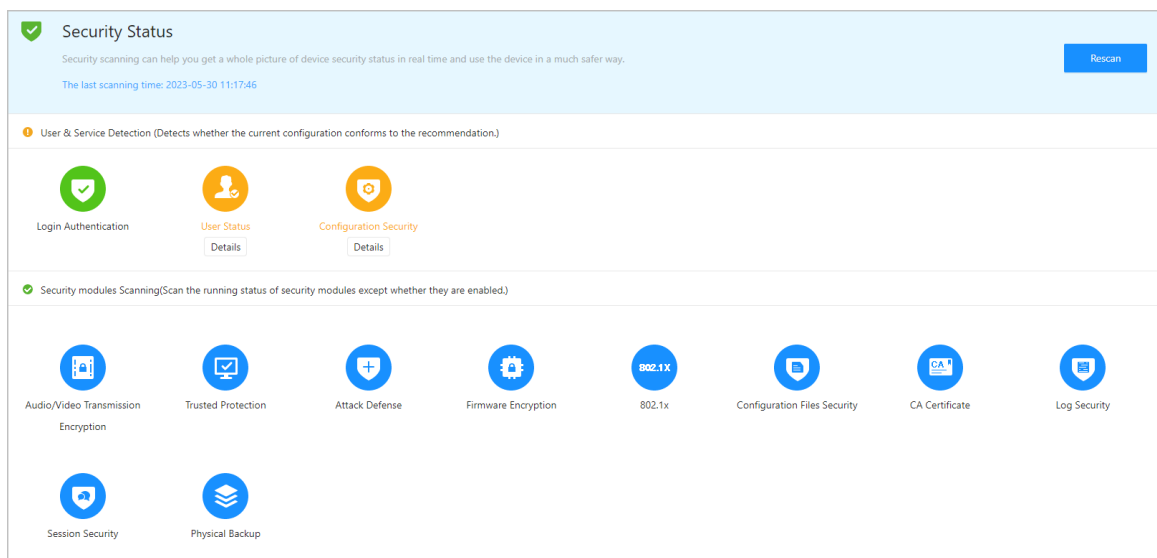 Security Status
Security scanning can help you get a whole picture of device security status in real time and use the device in a much safer way.
Rescan
The last scanning time: 2023-05-30 11:17:46
User & Service Detection (Detects whether the current configuration conforms to the recommendation.)
Login Authentication
User Status
Configuration Security
Details
Details
Security modules Scanning(Scan the running status of security modules except whether they are enabled.)
802.1X
CA
Audio/Video Transmission
Encryption
Trusted Protection
Attack Defense
Firmware Encryption
802.1x
Configuration Files Security
CA Certificate
Log Security
Session Security
Physical Backup